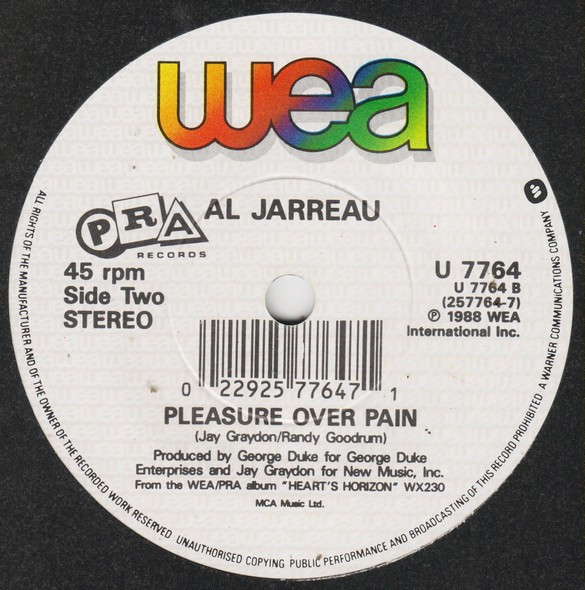 wea
AL JARREAU
PRA
RECORDS
45 rpm
Side Two
STEREO
U 7764
U 7764 B
(257764-7)
℗ 1988 WEA
International Inc.
0 22925 77647 1
PLEASURE OVER PAIN
(Jay Graydon/Randy Goodrum)
Produced by George Duke for George Duke
Enterprises and Jay Graydon for New Music, Inc.
From the WEA/PRA album "HEART'S HORIZON" WX230
MCA Music Ltd.
ALL RIGHTS OF THE MANUFACTURER AND OF THE OWNER OF THE RECORDED WORK RESERVED UNAUTHORISED COPYING PUBLIC PERFORMANCE AND BROADCASTING OF THIS RECORD PROHIBITED A WARNER COMMUNICATIONS COMPANY